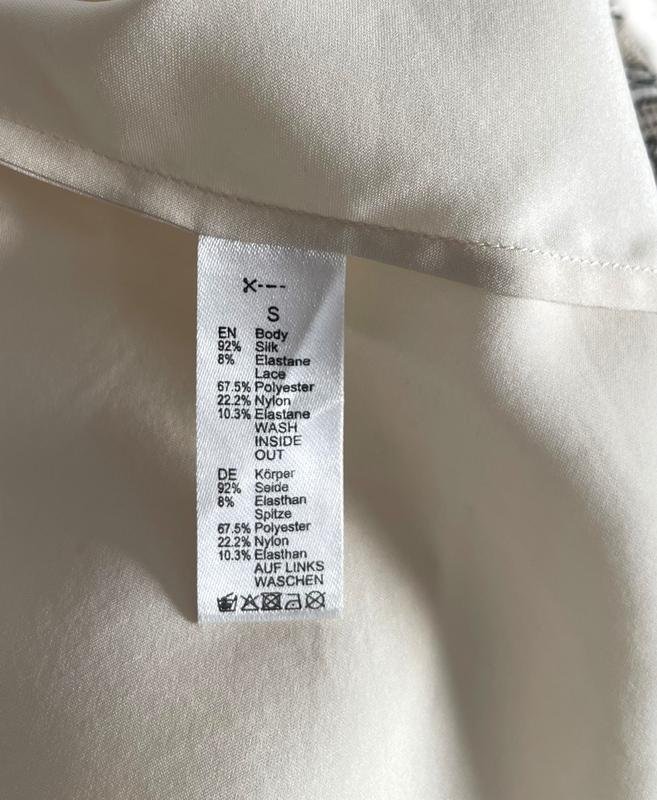 S
EN Body
92% Silk
8% Elastane
Lace
67.5% Polyester
22.2% Nylon
10.3% Elastane
WASH
INSIDE
OUT
DE Körper
92% Seide
8% Elasthan
Spitze
67.5% Polyester
22.2% Nylon
10.3% Elasthan
AUF LINKS
WASCHEN